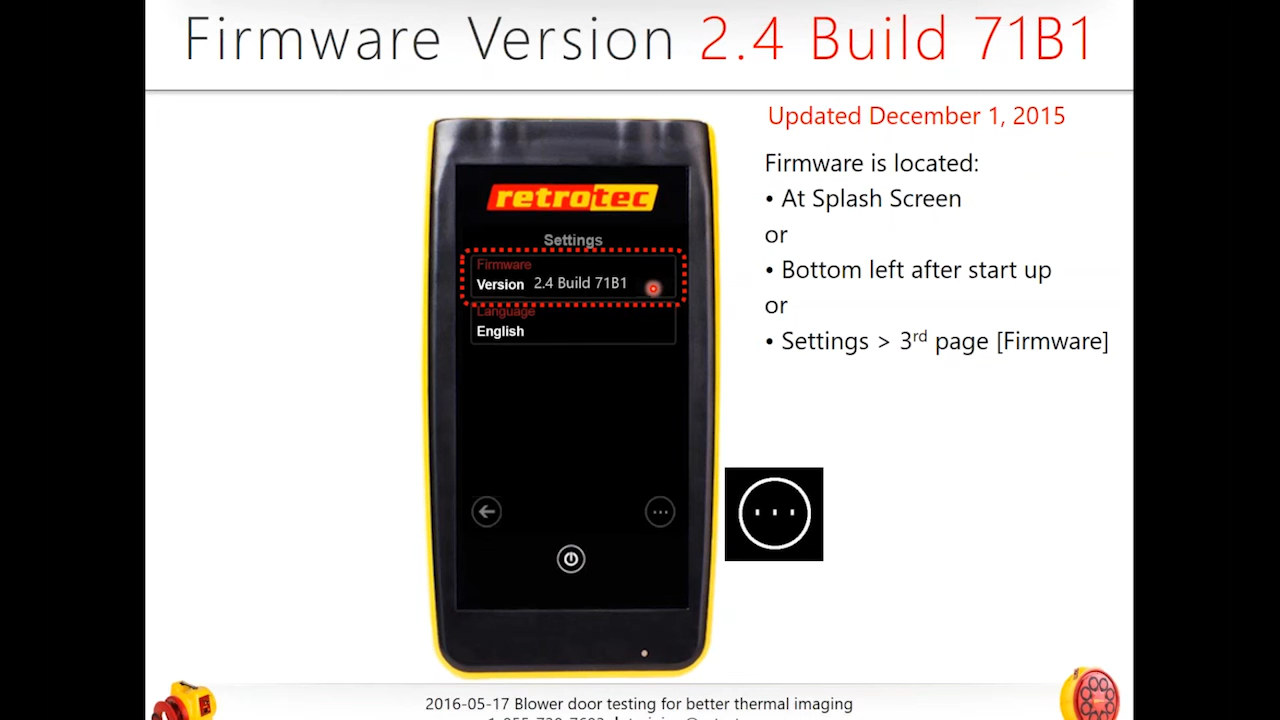 Firmware Version 2.4 Build 71B1
Updated December 1, 2015
Firmware is located:
• At Splash Screen
or
• Bottom left after start up
or
• Settings > 3rd page [Firmware]
retrotec
Settings
Firmware
Version 2.4 Build 71B1
Language
English
2016-05-17 Blower door testing for better thermal imaging